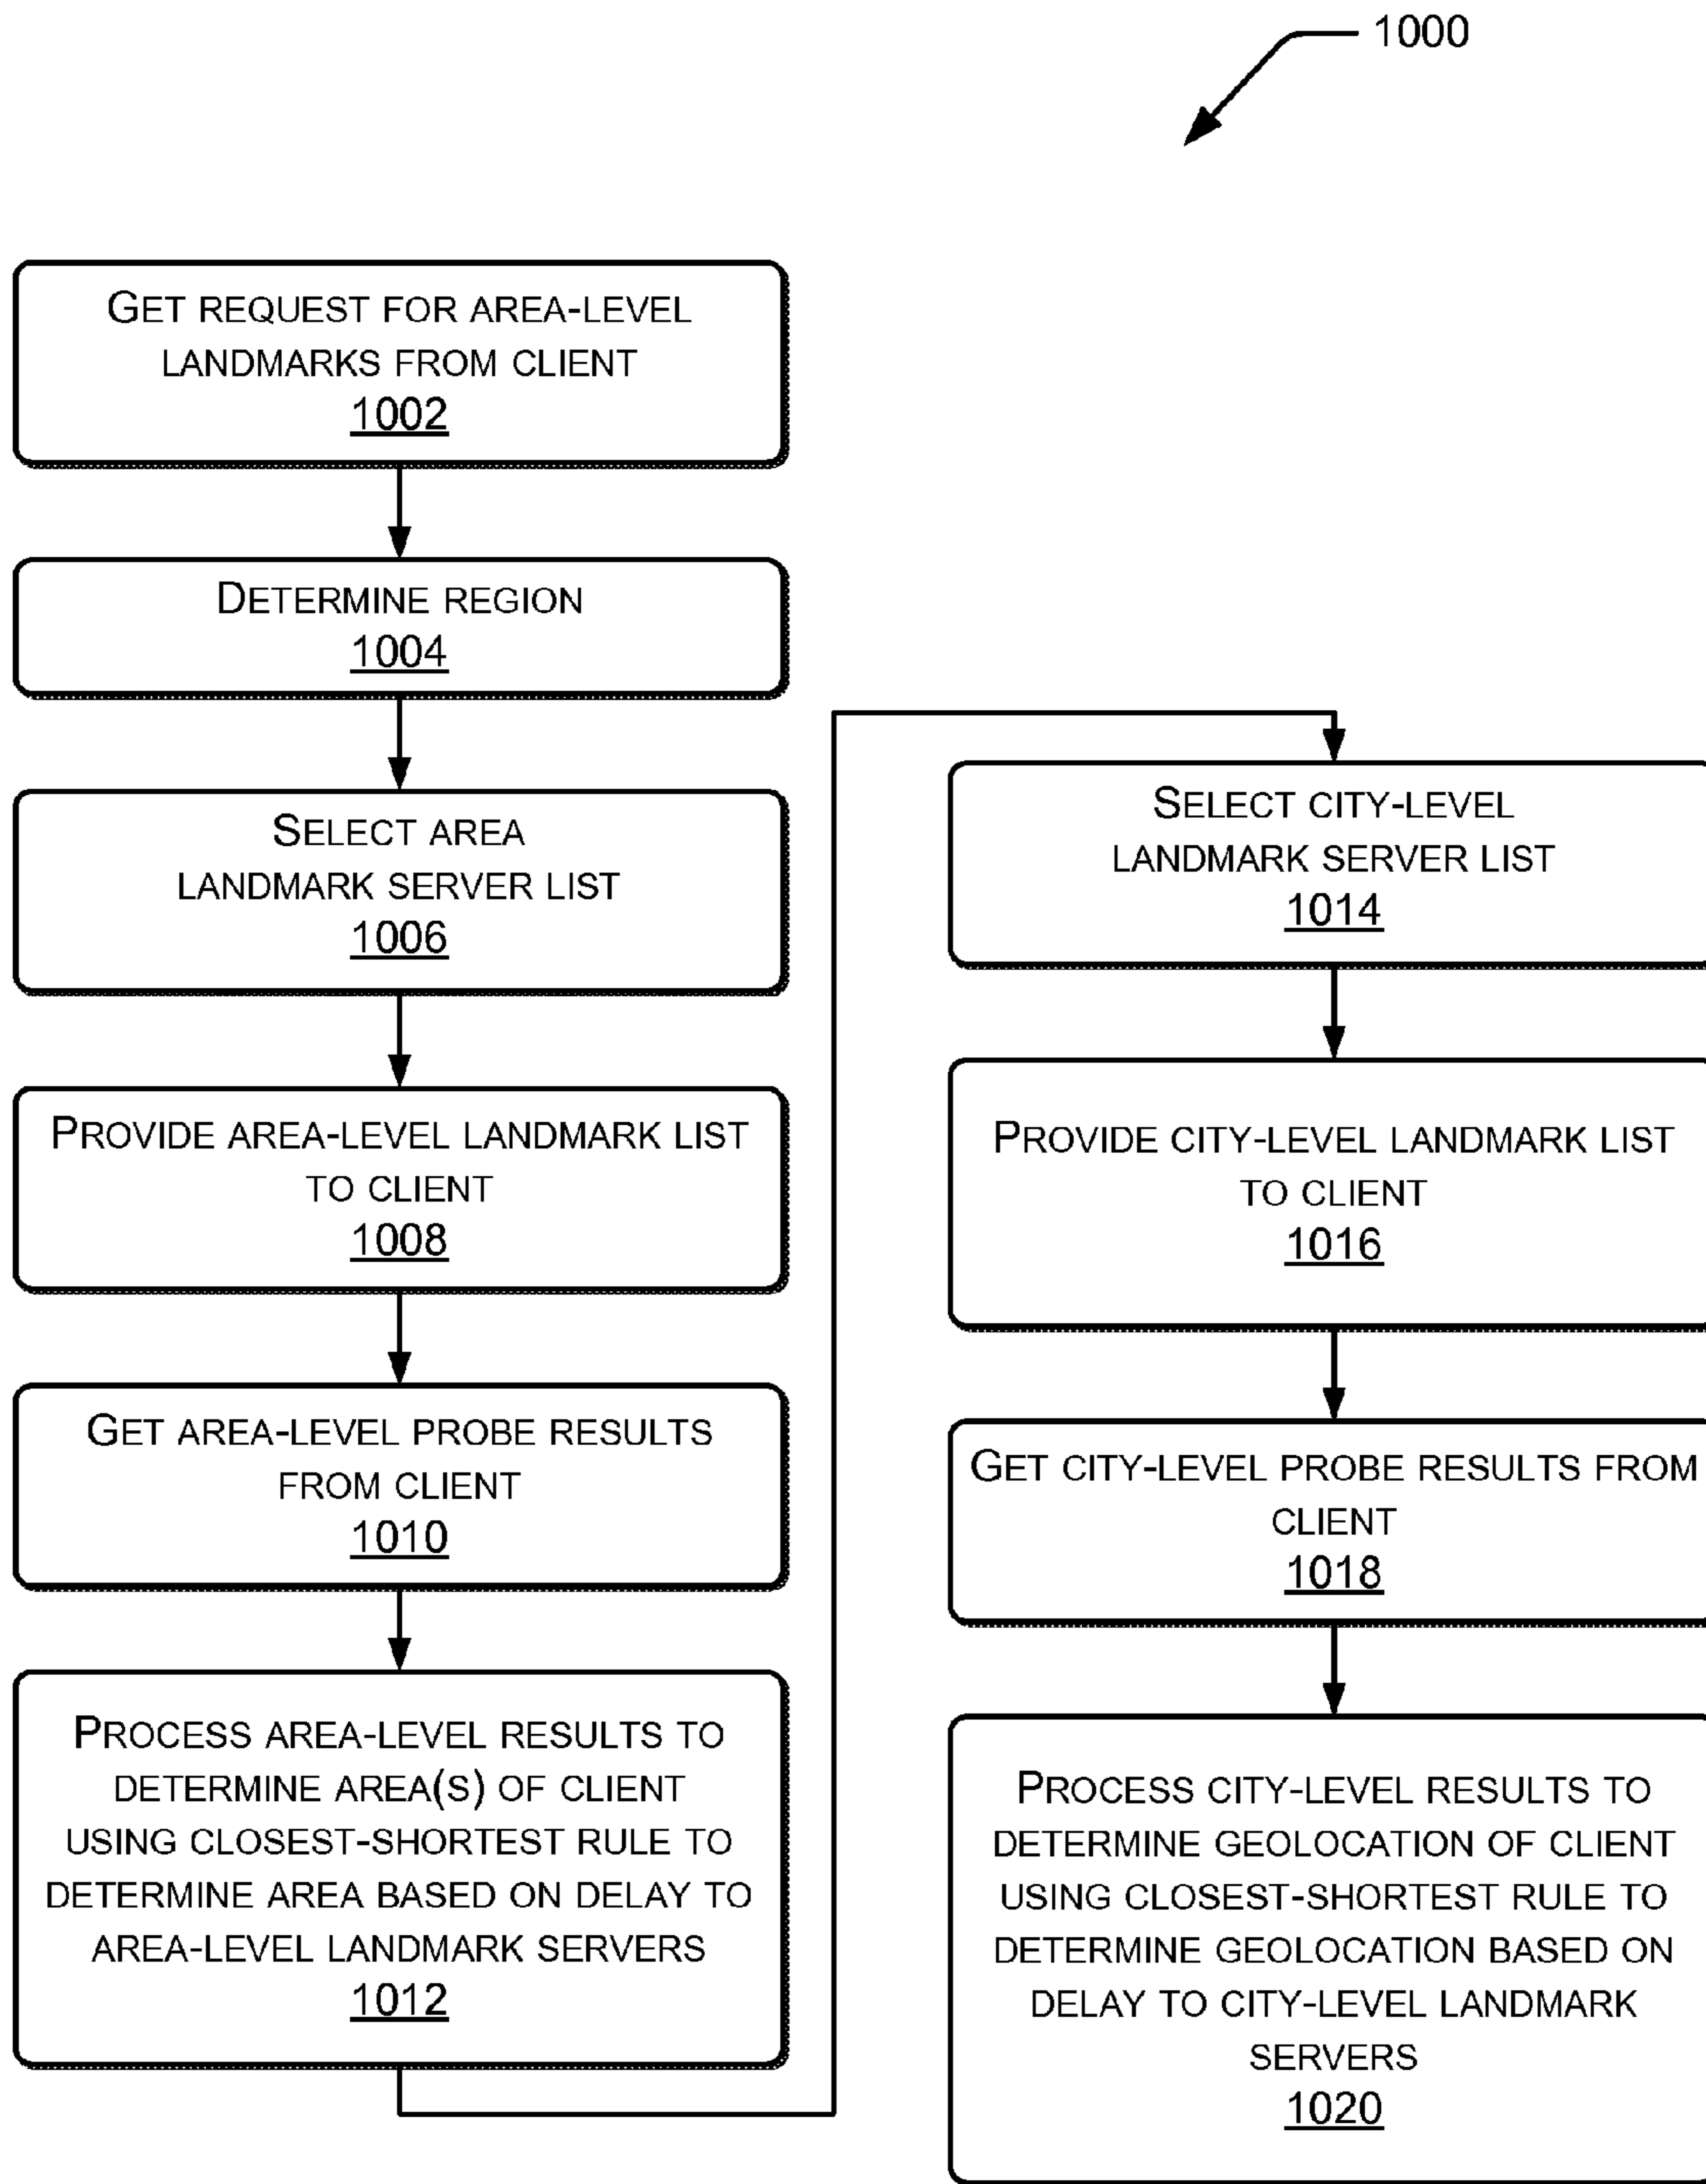 1000
GET REQUEST FOR AREA-LEVEL
LANDMARKS FROM CLIENT
1002
DETERMINE REGION
1004
SELECT AREA
LANDMARK SERVER LIST
1006
PROVIDE AREA-LEVEL LANDMARK LIST
TO CLIENT
1008
GET AREA-LEVEL PROBE RESULTS
FROM CLIENT
1010
PROCESS AREA-LEVEL RESULTS TO
DETERMINE AREA(S) OF CLIENT
USING CLOSEST-SHORTEST RULE TO
DETERMINE AREA BASED ON DELAY TO
AREA-LEVEL LANDMARK SERVERS
1012
SELECT CITY-LEVEL
LANDMARK SERVER LIST
1014
PROVIDE CITY-LEVEL LANDMARK LIST
TO CLIENT
1016
GET CITY-LEVEL PROBE RESULTS FROM
CLIENT
1018
PROCESS CITY-LEVEL RESULTS TO
DETERMINE GEOLOCATION OF CLIENT
USING CLOSEST-SHORTEST RULE TO
DETERMINE GEOLOCATION BASED ON
DELAY TO CITY-LEVEL LANDMARK
SERVERS
1020